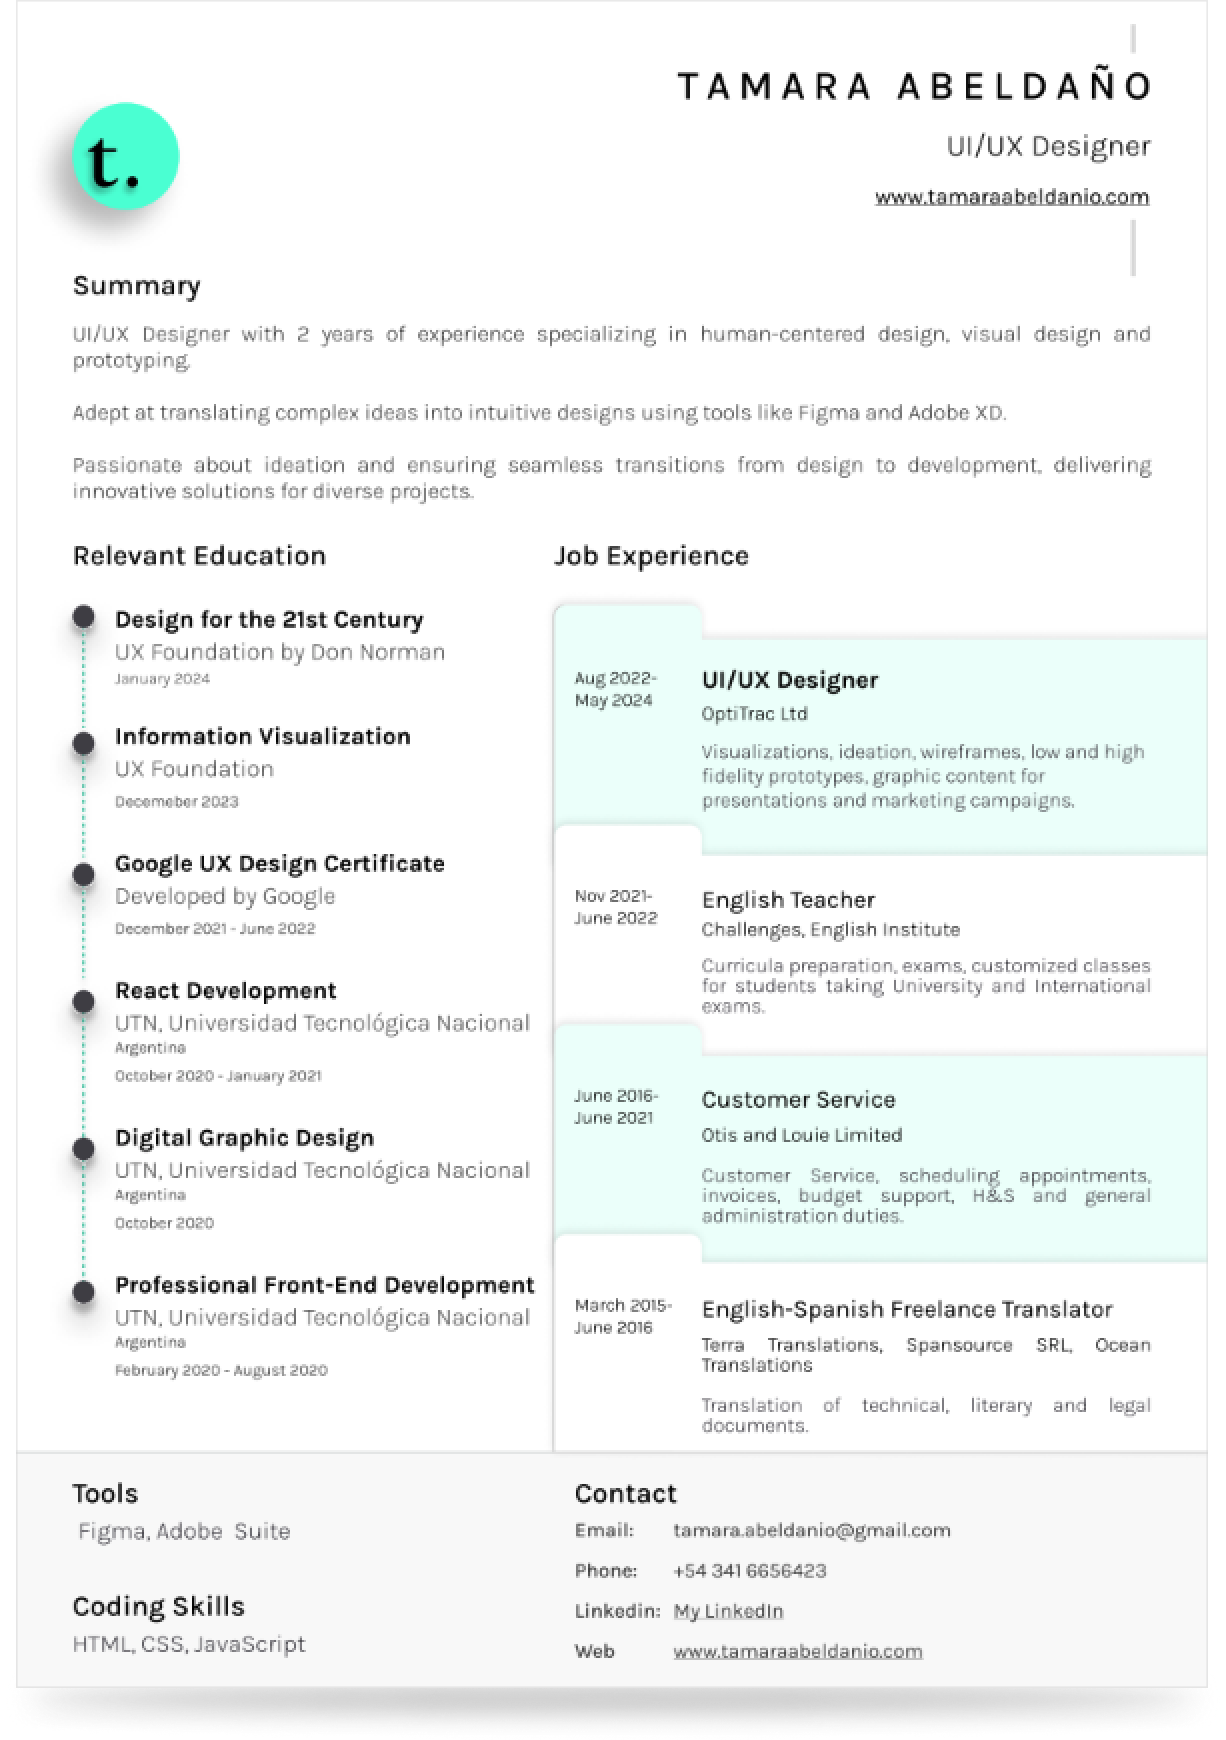 TAMARA ABELDAÑO
t.
UI/UX Designer
www.tamaraabeldanio.com
Summary
UI/UX Designer with 2 years of experience specializing in human-centered design, visual design and
prototyping.
Adept at translating complex ideas into intuitive designs using tools like Figma and Adobe XD.
Passionate about ideation and ensuring seamless transitions from design to development, delivering
innovative solutions for diverse projects.
Relevant Education
Design for the 21st Century
UX Foundation by Don Norman
January 2024
Information Visualization
UX Foundation
Decemeber 2023
Google UX Design Certificate
Developed by Google
December 2021 - June 2022
React Development
UTN, Universidad Tecnológica Nacional
Argentina
October 2020 - January 2021
Digital Graphic Design
UTN, Universidad Tecnológica Nacional
Argentina
October 2020
Professional Front-End Development
UTN, Universidad Tecnológica Nacional
Argentina
February 2020 - August 2020
Job Experience
Aug 2022-
May 2024
UI/UX Designer
OptiTrac Ltd
Visualizations, ideation, wireframes, low and high
fidelity prototypes, graphic content for
presentations and marketing campaigns.
Nov 2021-
June 2022
English Teacher
Challenges, English Institute
Curricula preparation, exams, customized classes
for students taking University and International
exams.
June 2016-
June 2021
Customer Service
Otis and Louie Limited
Customer Service, scheduling appointments,
invoices, budget support, H&S and general
administration duties.
March 2015-
June 2016
English-Spanish Freelance Translator
Terra Translations, Spansource SRL, Ocean
Translations
Translation of technical, literary and legal
documents.
Tools
Figma, Adobe Suite
Coding Skills
HTML, CSS, JavaScript
Contact
Email: tamara.abeldanio@gmail.com
Phone: +54 341 6656423
Linkedin: My LinkedIn
Web www.tamaraabeldanio.com